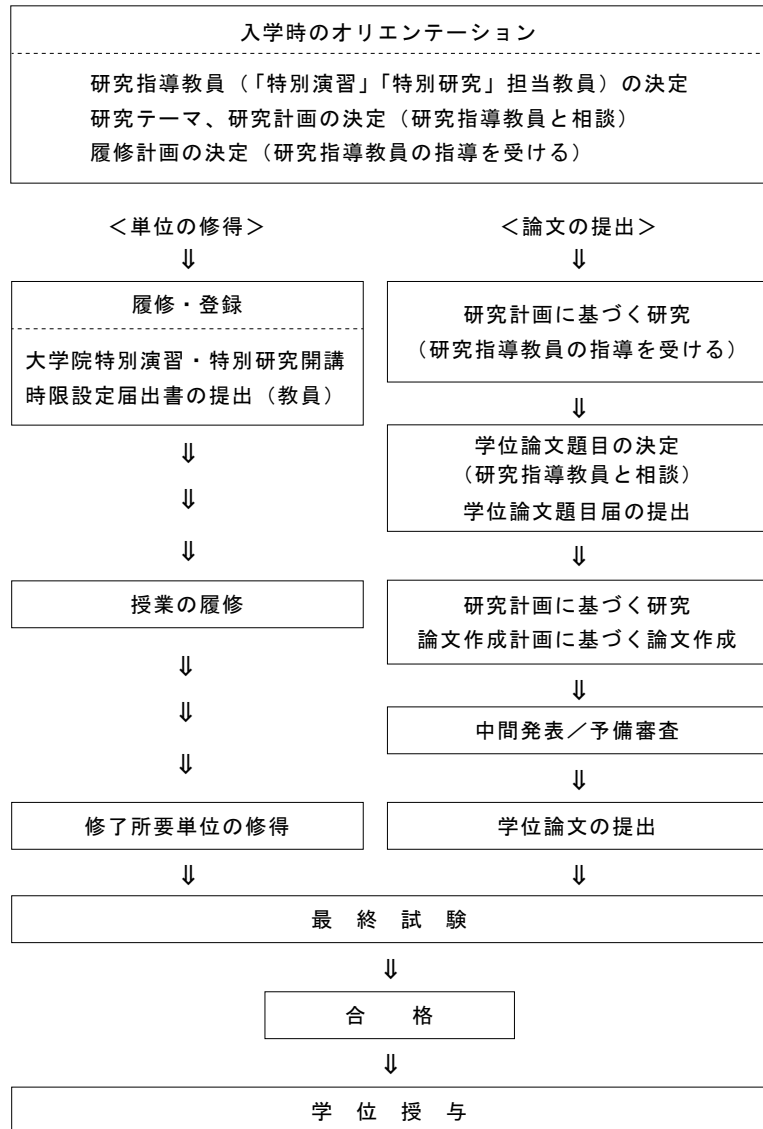 入学時のオリエンテーション
研究指導教員（「特別演習」「特別研究」担当教員）の決定
研究テーマ、研究計画の決定（研究指導教員と相談）
履修計画の決定（研究指導教員の指導を受ける）
＜単位の修得＞
⇓
履修・登録
大学院特別演習・特別研究開講
時限設定届出書の提出（教員）
⇓
⇓
⇓
授業の履修
⇓
⇓
⇓
修了所要単位の修得
⇓
＜論文の提出＞
⇓
研究計画に基づく研究
（研究指導教員の指導を受ける）
⇓
学位論文題目の決定
（研究指導教員と相談）
学位論文題目届の提出
⇓
研究計画に基づく研究
論文作成計画に基づく論文作成
⇓
中間発表／予備審査
⇓
学位論文の提出
⇓
最　終　試　験
⇓
合　　格
⇓
学　位　授　与